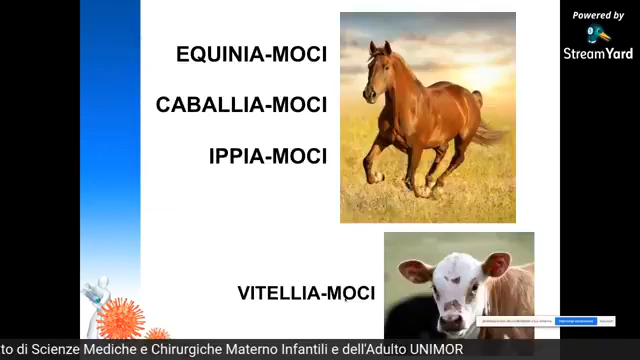 Powered by
StreamYard
EQUINIA-MOCI
CABALLIA-MOCI
IPPIA-MOCI
VITELLIA-MOCI
to di Scienze Mediche e Chirurgiche Materno Infantili e dell'Adulto UNIMOR